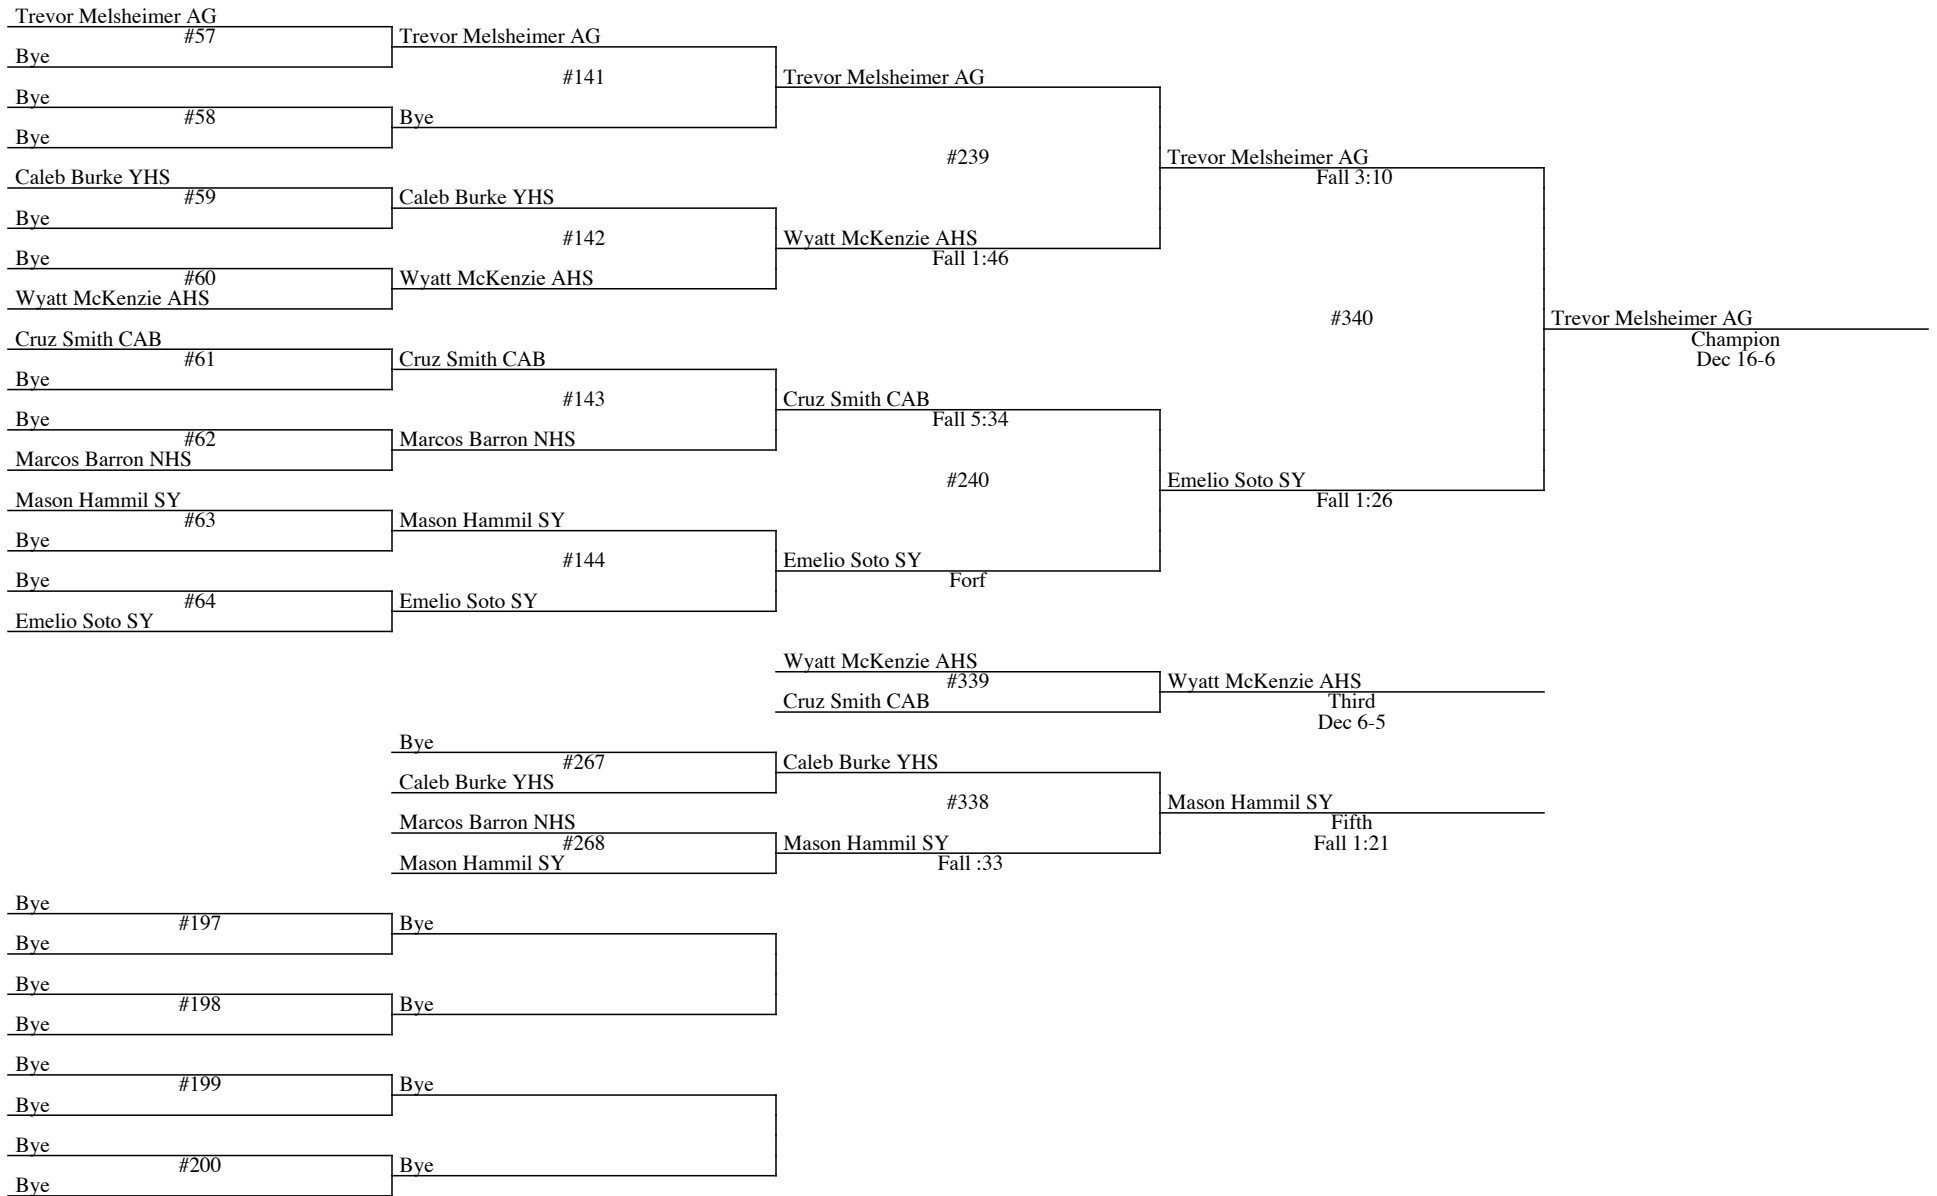 Trevor Melsheimer AG
#57
Bye
Trevor Melsheimer AG
#141
Trevor Melsheimer AG
Bye
#58
Bye
Bye
#239
Trevor Melsheimer AG
Fall 3:10
Caleb Burke YHS
#59
Bye
Caleb Burke YHS
#142
Wyatt McKenzie AHS
Fall 1:46
Bye
#60
Wyatt McKenzie AHS
Wyatt McKenzie AHS
#340
Trevor Melsheimer AG
Champion
Dec 16-6
Cruz Smith CAB
#61
Bye
Cruz Smith CAB
#143
Cruz Smith CAB
Fall 5:34
Bye
#62
Marcos Barron NHS
Marcos Barron NHS
#240
Emelio Soto SY
Fall 1:26
Mason Hammil SY
#63
Bye
Mason Hammil SY
#144
Emelio Soto SY
Forf
Bye
#64
Emelio Soto SY
Emelio Soto SY
Wyatt McKenzie AHS
#339
Cruz Smith CAB
Wyatt McKenzie AHS
Third
Dec 6-5
Bye
#267
Caleb Burke YHS
Caleb Burke YHS
#338
Mason Hammil SY
Fifth
Fall 1:21
Marcos Barron NHS
#268
Mason Hammil SY
Mason Hammil SY
Fall :33
Bye
#197
Bye
Bye
Bye
#198
Bye
Bye
Bye
#199
Bye
Bye
Bye
#200
Bye
Bye